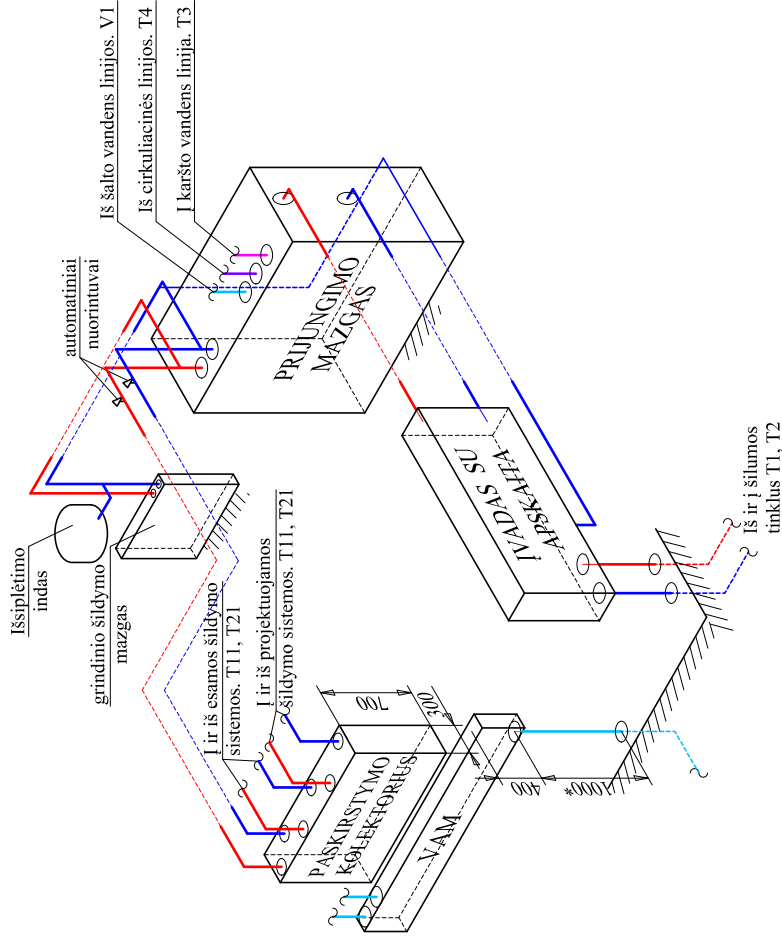 Iš šalto vandens linijos. V1
Iš cirkuliacinės linijos. T4
Į karšto vandens linija. T3
automatiniai
nuorintuvai
PRIJUNGIMO
MAZGAS
Išsiplėtimo
indas
grindinio šildymo
mazgas
Į ir iš esamos šildymo
sistemos. T11, T21
Į ir iš projektuojamos
šildymo sistemos. T11, T21
ĮVADAS SU
APSKAITA
Iš ir į šilumos
tinklus T1, T2
PASKIRSTYMO
KOLEKTORIUS
VAM
700
300
400
1000*